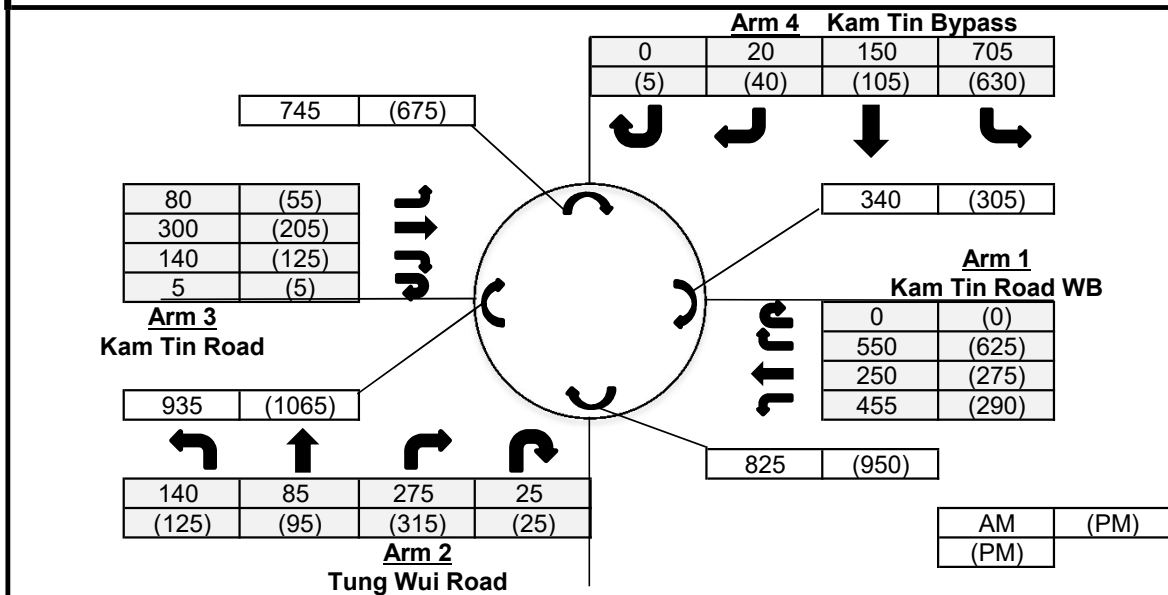 Arm 4 Kam Tin Bypass
0 20 150 705
(5) (40) (105) (630)
745 (675)
80 (55)
300 (205)
140 (125)
5 (5)
Arm 3
Kam Tin Road
340 (305)
Arm 1
Kam Tin Road WB
0 (0)
550 (625)
250 (275)
455 (290)
935 (1065)
825 (950)
140 85 275 25
(125) (95) (315) (25)
Arm 2
Tung Wui Road
AM (PM)
(PM)